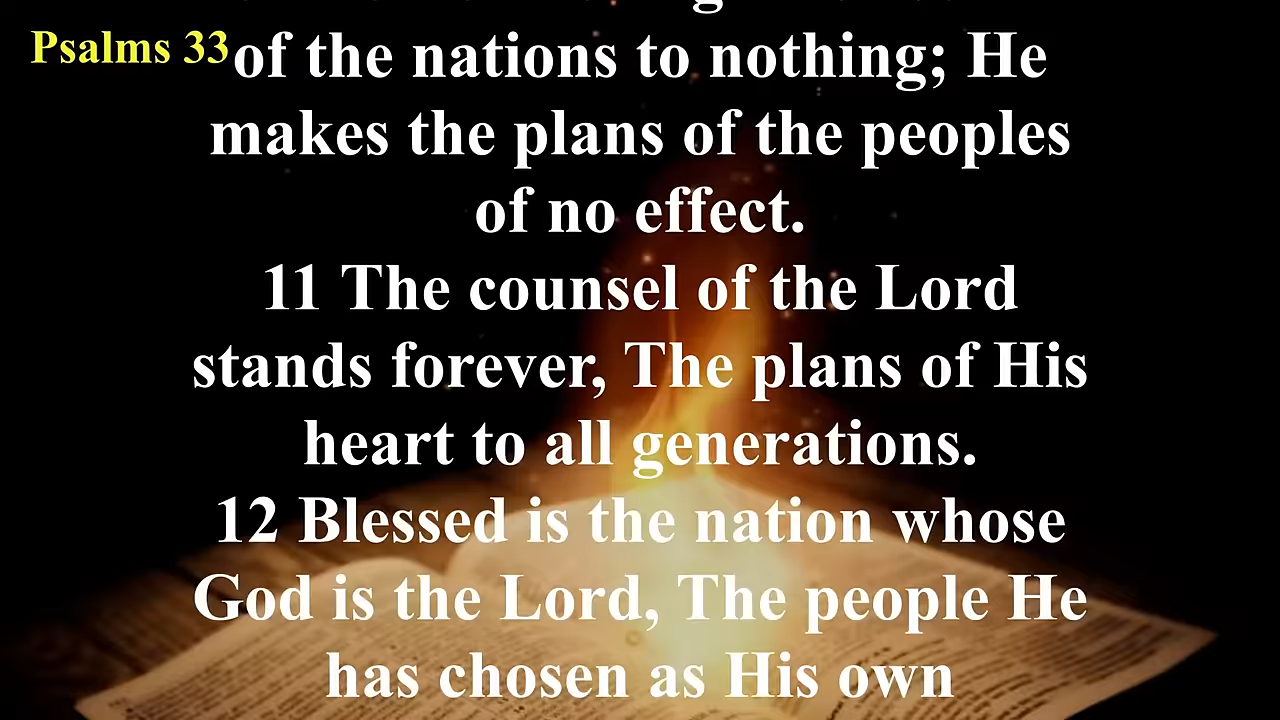 Psalms 33
of the nations to nothing; He
makes the plans of the peoples
of no effect.
11 The counsel of the Lord
stands forever, The plans of His
heart to all generations.
12 Blessed is the nation whose
God is the Lord, The people He
has chosen as His own